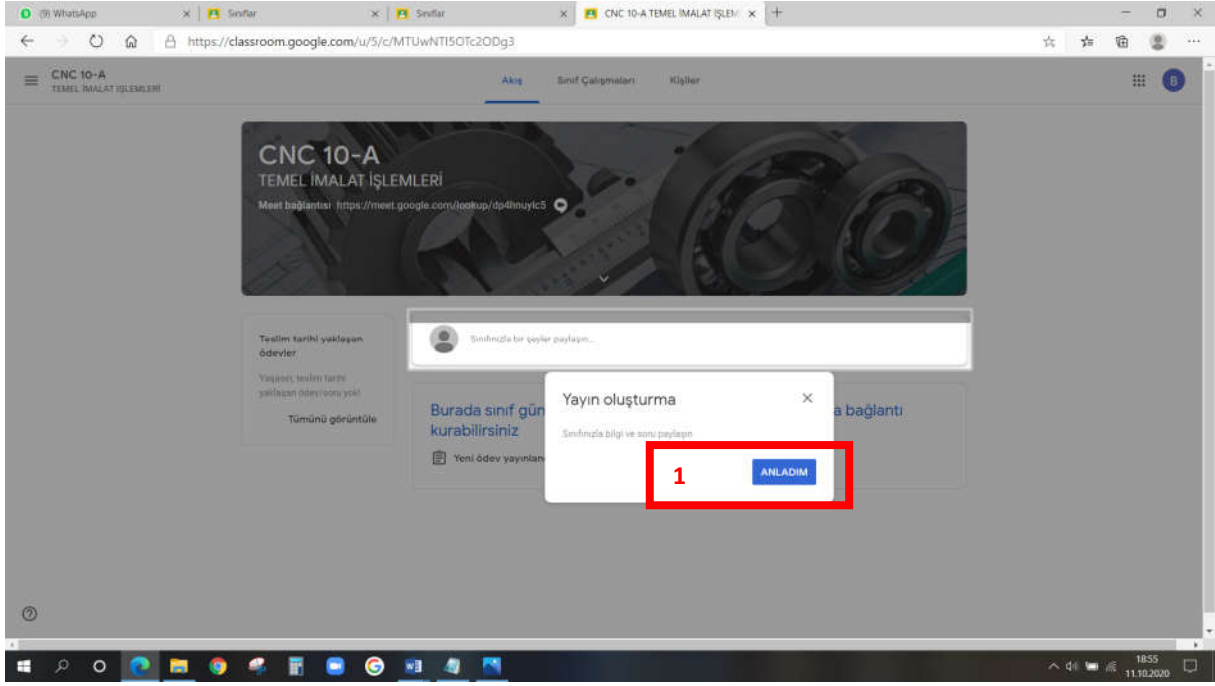 (9) WhatsApp
Sınıflar
Sınıflar
CNC 10-A TEMEL İMALAT İŞLEM
https://classroom.google.com/u/5/c/MTUwNTI5OTc2ODg3
CNC 10-A
TEMEL İMALAT İŞLEMLERİ
Akış
Sınıf Çalışmaları
Kişiler
B
CNC 10-A
TEMEL İMALAT İŞLEMLERİ
Meet bağlantısı https://meet.google.com/lookup/dp4hnuylc5
Teslim tarihi yaklaşan
ödevler
Yaşasın, teslim tarihi
yaklaşan ödev/soru yok!
Tümünü görüntüle
Sınıfınızla bir şeyler paylaşın...
Burada sınıf gün
a bağlantı
kurabilirsiniz
Yeni ödev yayınlan
Yayın oluşturma
Sınıfınızla bilgi ve soru paylaşın
1
ANLADIM
18:55
11.10.2020